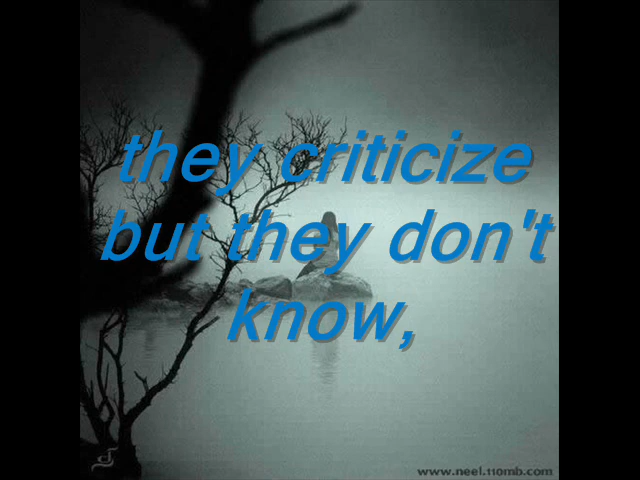 they criticize
but they don't
know,
www.neel.110mb.com